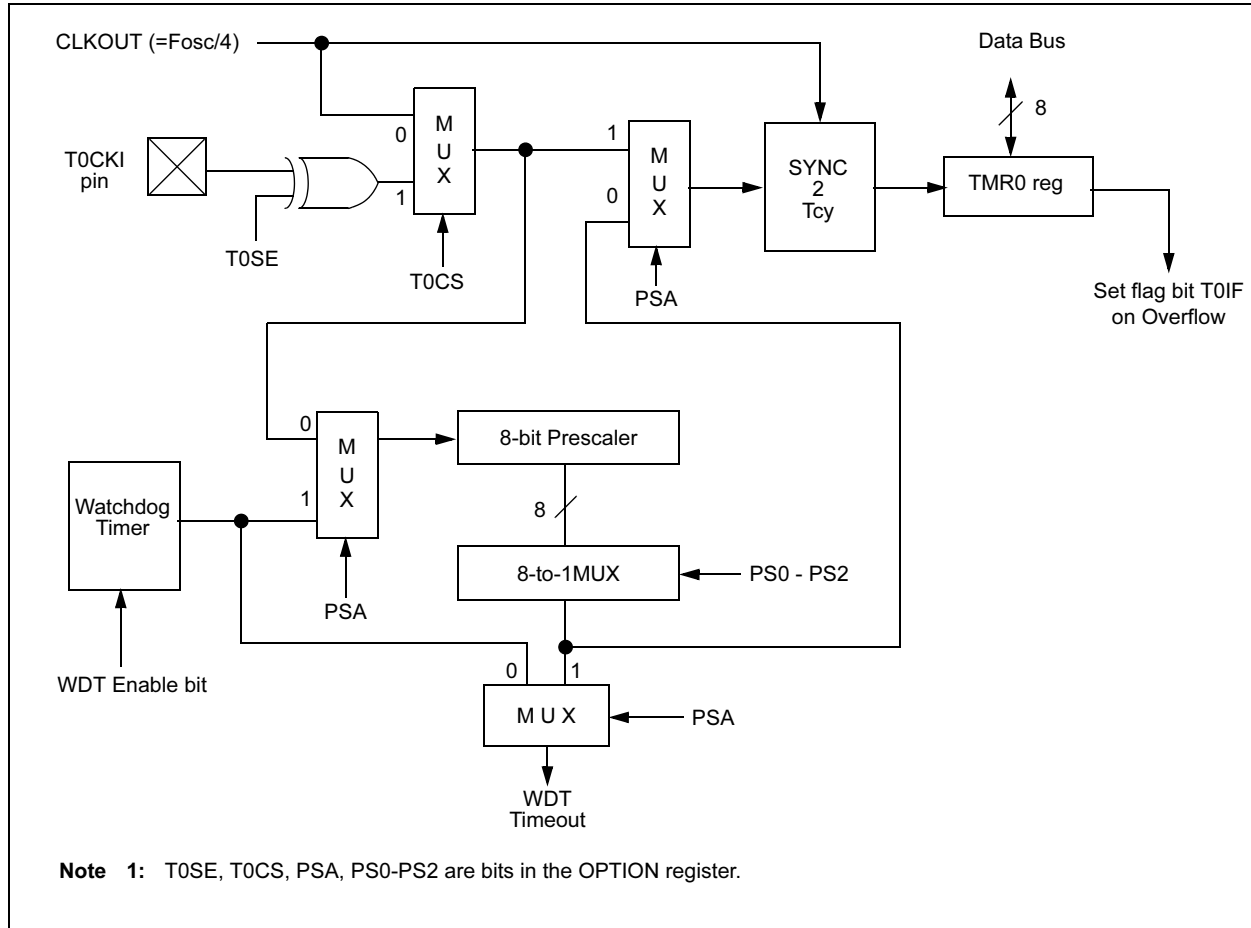 CLKOUT (=Fosc/4)
Data Bus
8
T0CKI
pin
0
1
M
U
X
T0SE
T0CS
1
0
M
U
X
PSA
SYNC
2
Tcy
TMR0 reg
Set flag bit T0IF
on Overflow
0
1
M
U
X
PSA
8-bit Prescaler
8
Watchdog
Timer
WDT Enable bit
8-to-1MUX
PS0 - PS2
0
1
M U X
PSA
WDT
Timeout
Note 1: T0SE, T0CS, PSA, PS0-PS2 are bits in the OPTION register.